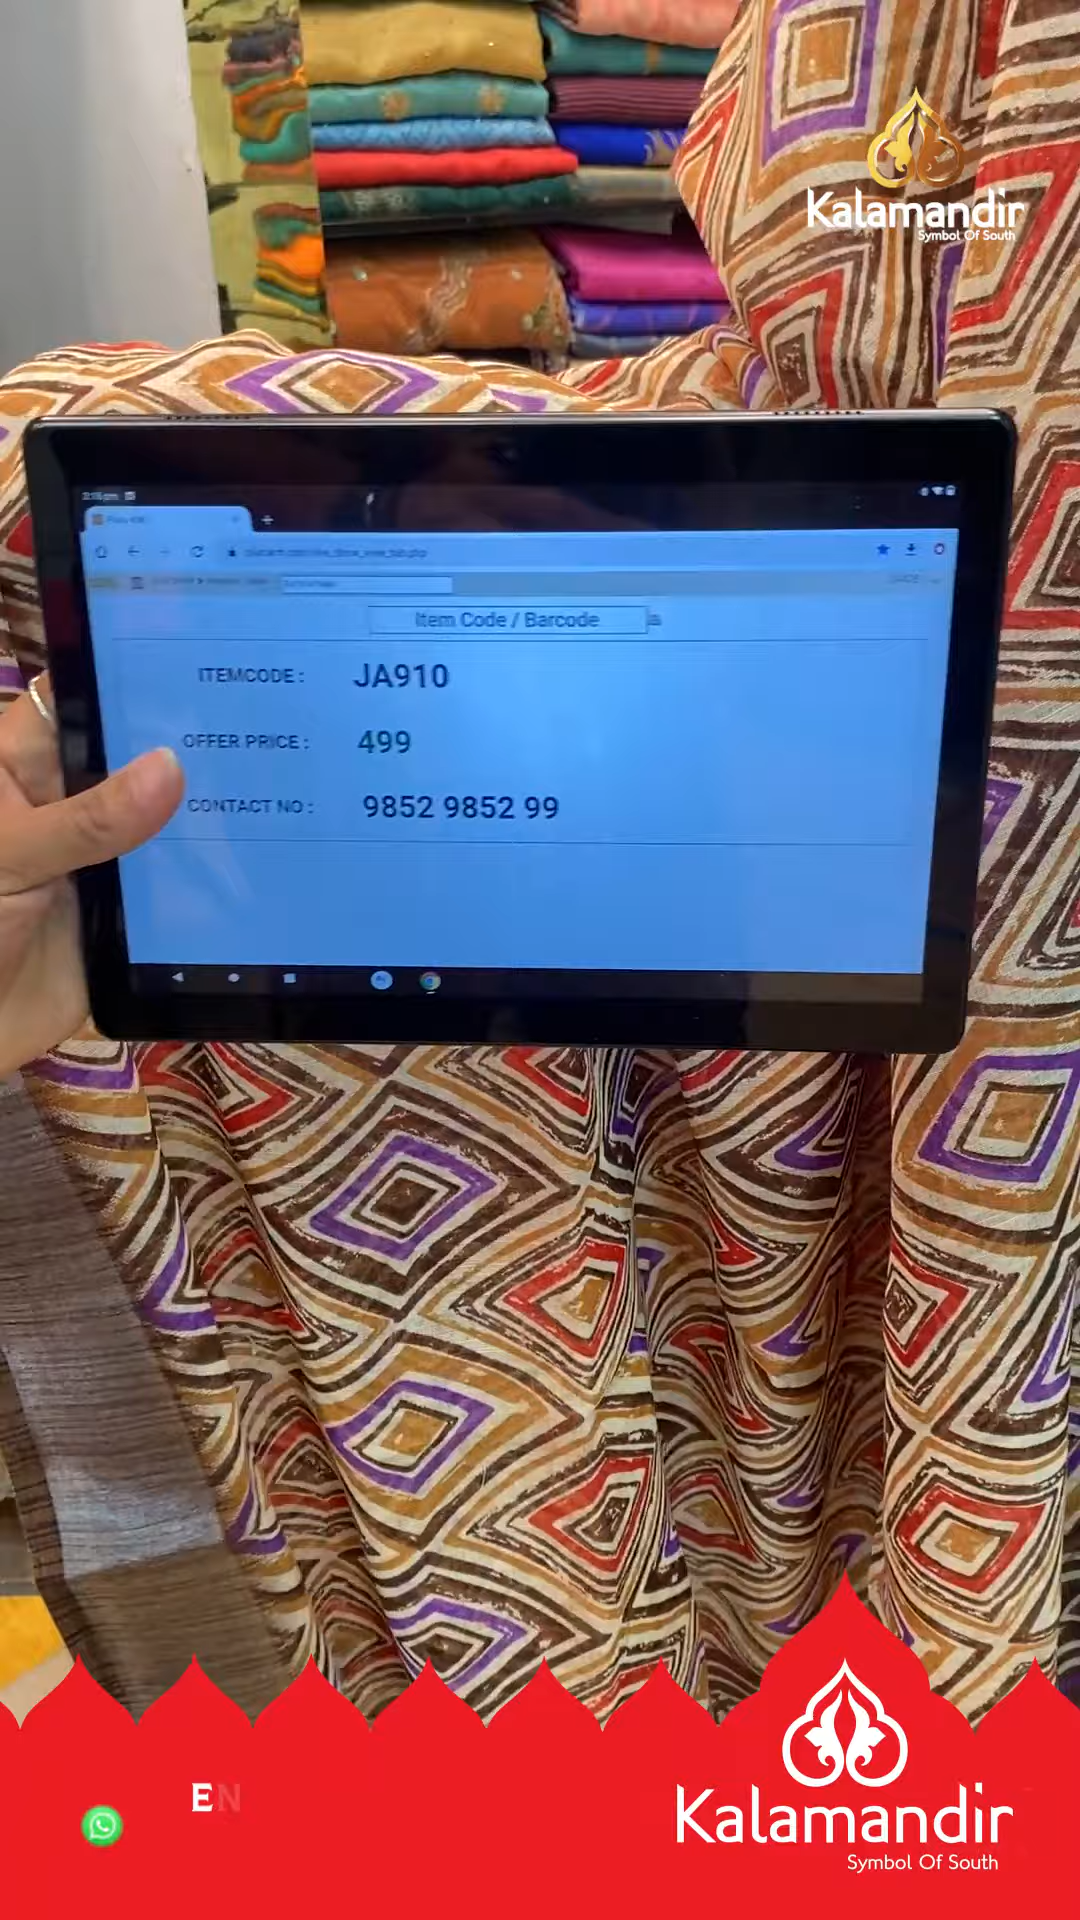 Kalamandir
Symbol Of South
Item Code / Barcode
ITEMCODE : JA910
OFFER PRICE : 499
CONTACT NO : 9852 9852 99
EN
Kalamandir
Symbol Of South